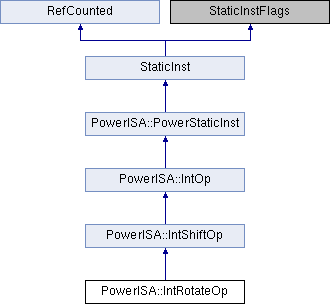 RefCounted
StaticInstFlags
StaticInst
PowerISA::PowerStaticInst
PowerISA::IntOp
PowerISA::IntShiftOp
PowerISA::IntRotateOp